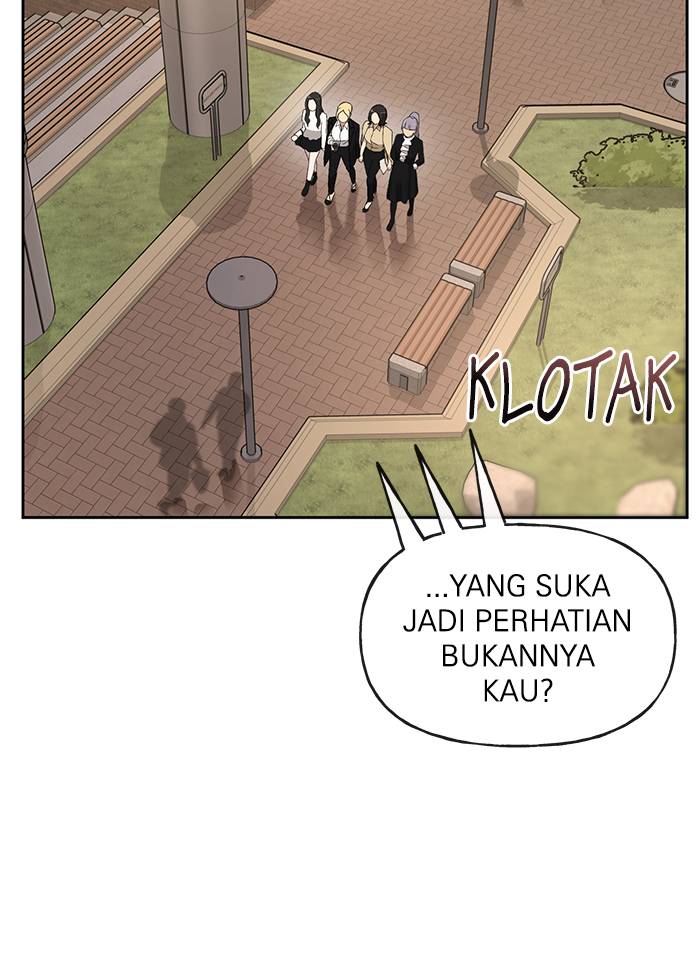 KLOTAK
...YANG SUKA
JADI PERHATIAN
BUKANNYA
KAU?